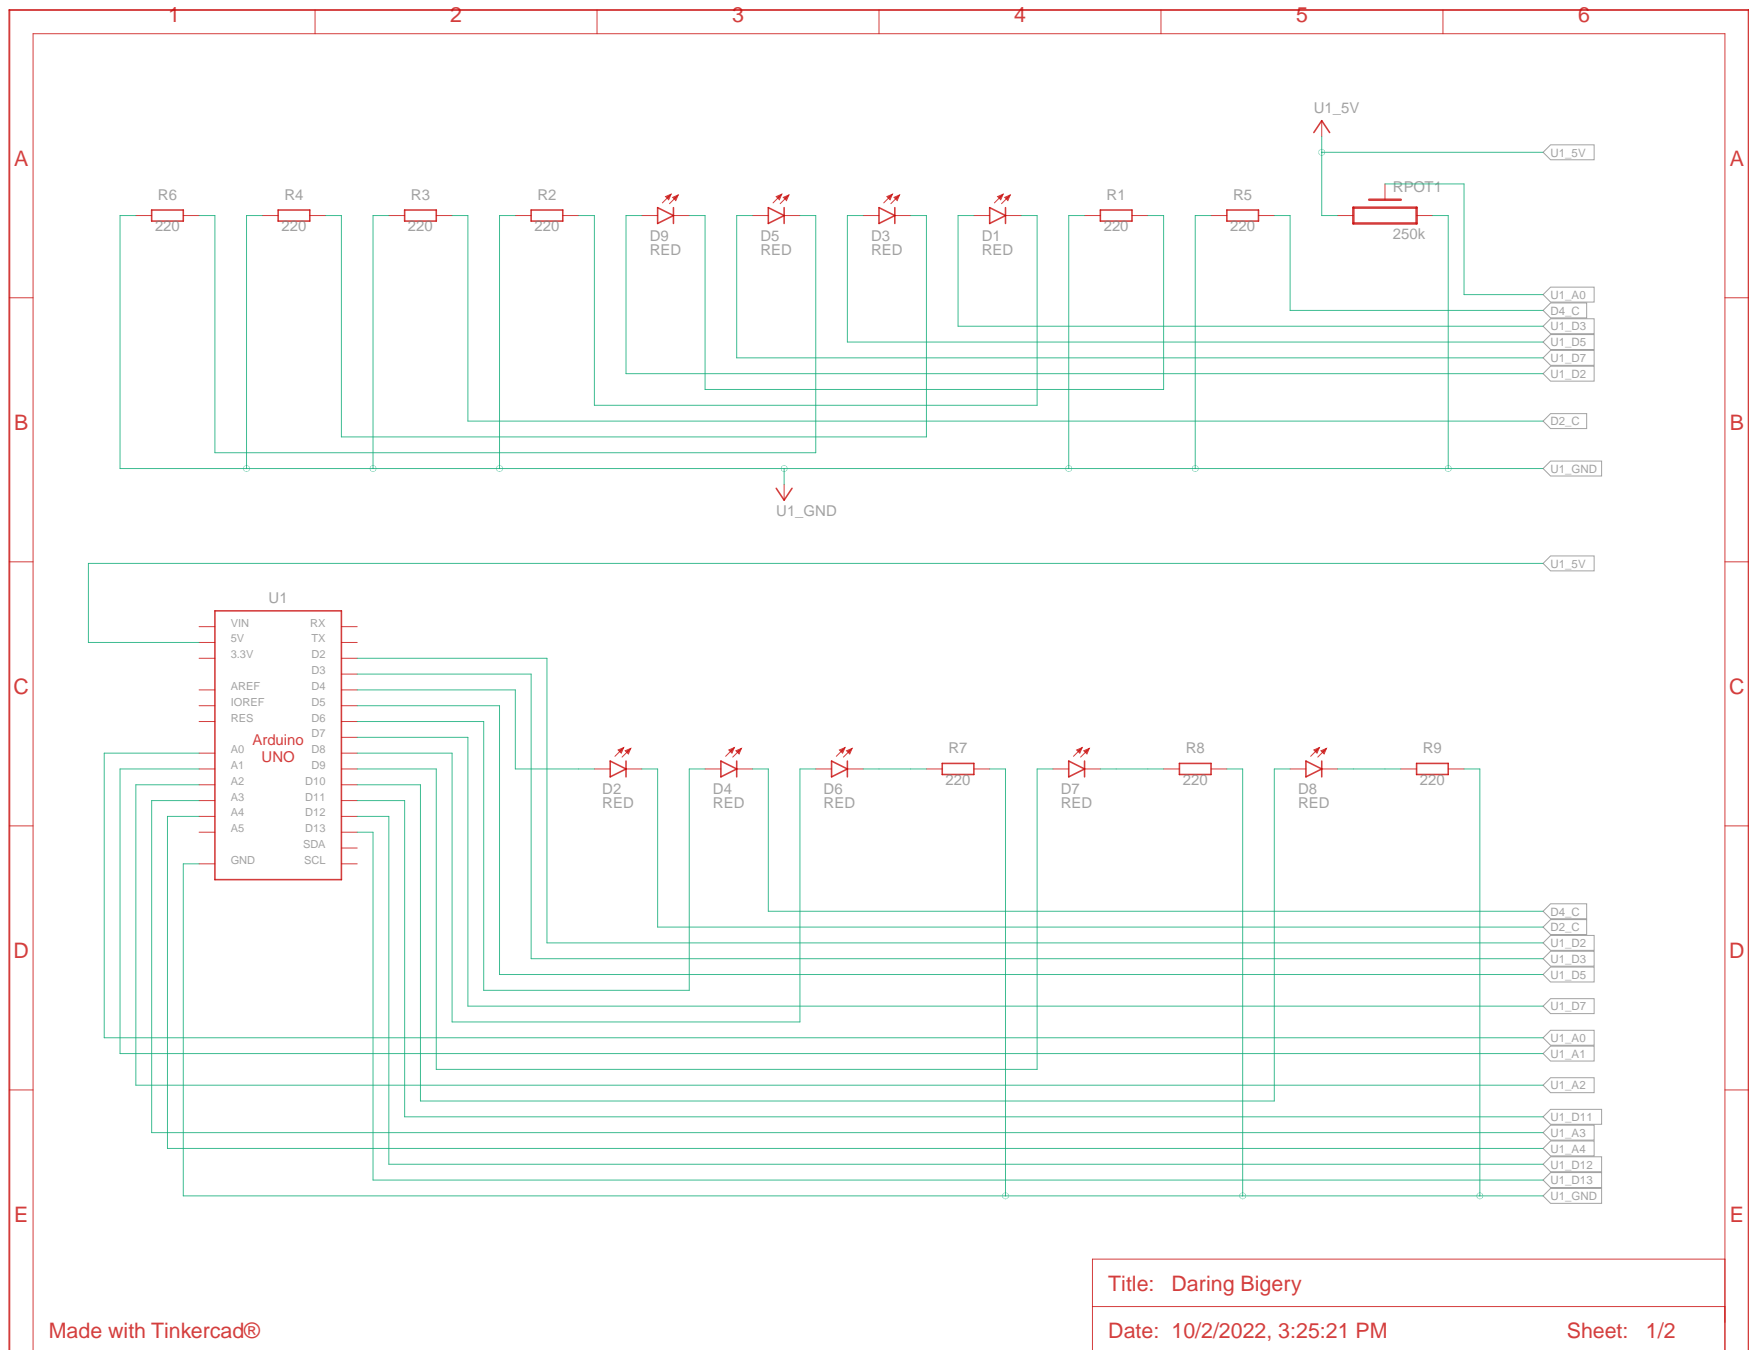 1 2 3 4 5 6
U1_5V
A U1_5V A
R6 R4 R3 R2 R1 R5 RPOT1
220 220 220 220 220 220 250k
D9 D5 D3 D1
RED RED RED RED
U1_A0
D4_C
U1_D3
U1_D5
U1_D7
U1_D2
B D2_C B
U1_GND
U1_GND
U1_5V
U1
VIN RX
5V TX
3.3V D2
D3
C AREF D4 C
IOREF D5
RES D6
D7
Arduino
UNO
A0 D8
A1 D9
A2 D10
A3 D11
A4 D12
A5 D13
SDA
GND SCL
R7 R8 R9
220 220 220
D2 D4 D6 D7 D8
RED RED RED RED RED
D4_C
D2_C
U1_D2
D U1_D3 D
U1_D5
U1_D7
U1_A0
U1_A1
U1_A2
U1_D11
U1_A3
U1_A4
U1_D12
U1_D13
U1_GND
E E
Title: Daring Bigery
Made with Tinkercad®
Date: 10/2/2022, 3:25:21 PM Sheet: 1/2